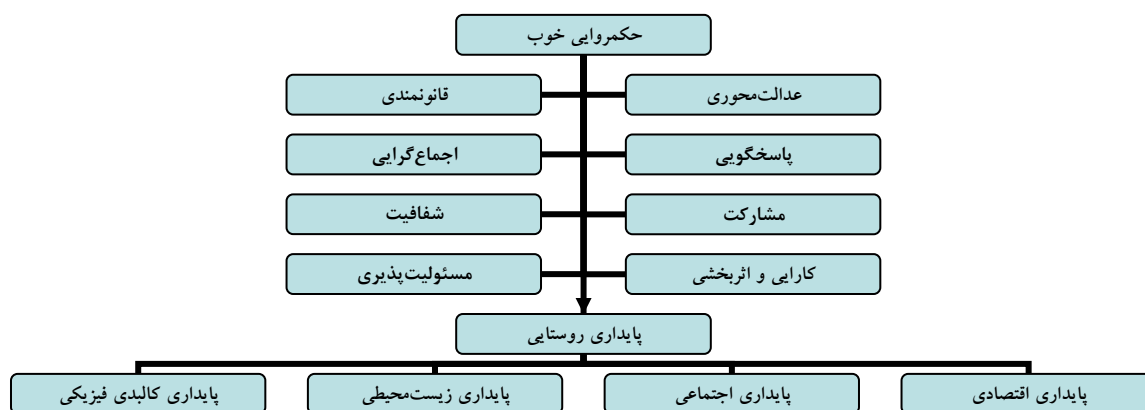 حکمروایی خوب
عدالت‌محوری
قانونمندی
پاسخگویی
اجماع‌گرایی
مشارکت
شفافیت
کارایی و اثربخشی
مسئولیت‌پذیری
پایداری روستایی
پایداری اقتصادی
پایداری اجتماعی
پایداری زیست‌محیطی
پایداری کالبدی فیزیکی